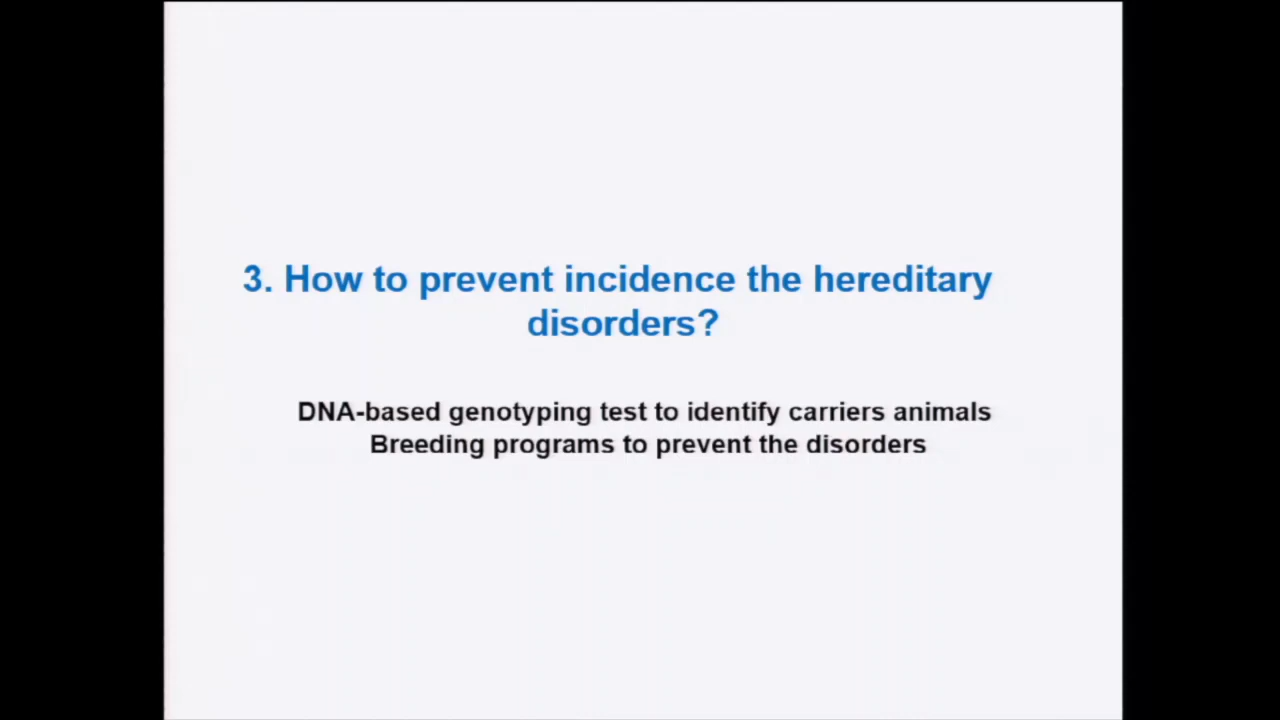 3. How to prevent incidence the hereditary
disorders?
DNA-based genotyping test to identify carriers animals
Breeding programs to prevent the disorders